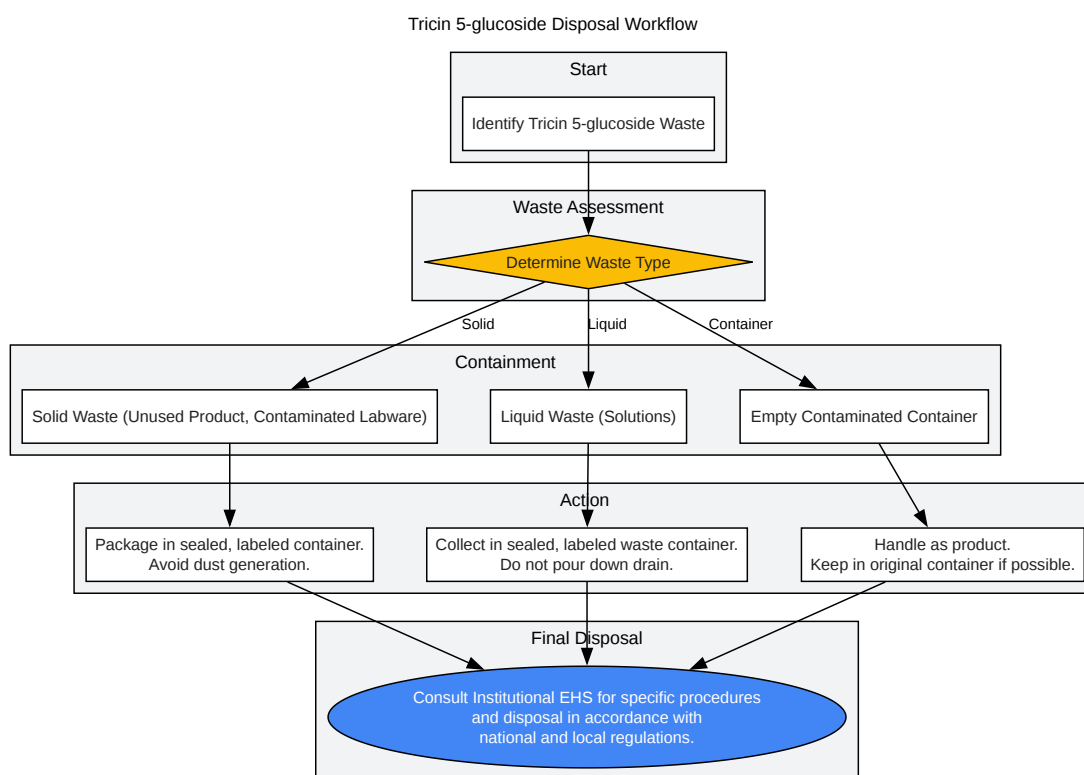 Tricin 5-glucoside Disposal Workflow
Start
Identify Tricin 5-glucoside Waste
Waste Assessment
Determine Waste Type
Solid
Liquid
Container
Containment
Solid Waste (Unused Product, Contaminated Labware)
Liquid Waste (Solutions)
Empty Contaminated Container
Action
Package in sealed, labeled container.
Avoid dust generation.
Collect in sealed, labeled waste container.
Do not pour down drain.
Handle as product.
Keep in original container if possible.
Final Disposal
Consult Institutional EHS for specific procedures
and disposal in accordance with
national and local regulations.